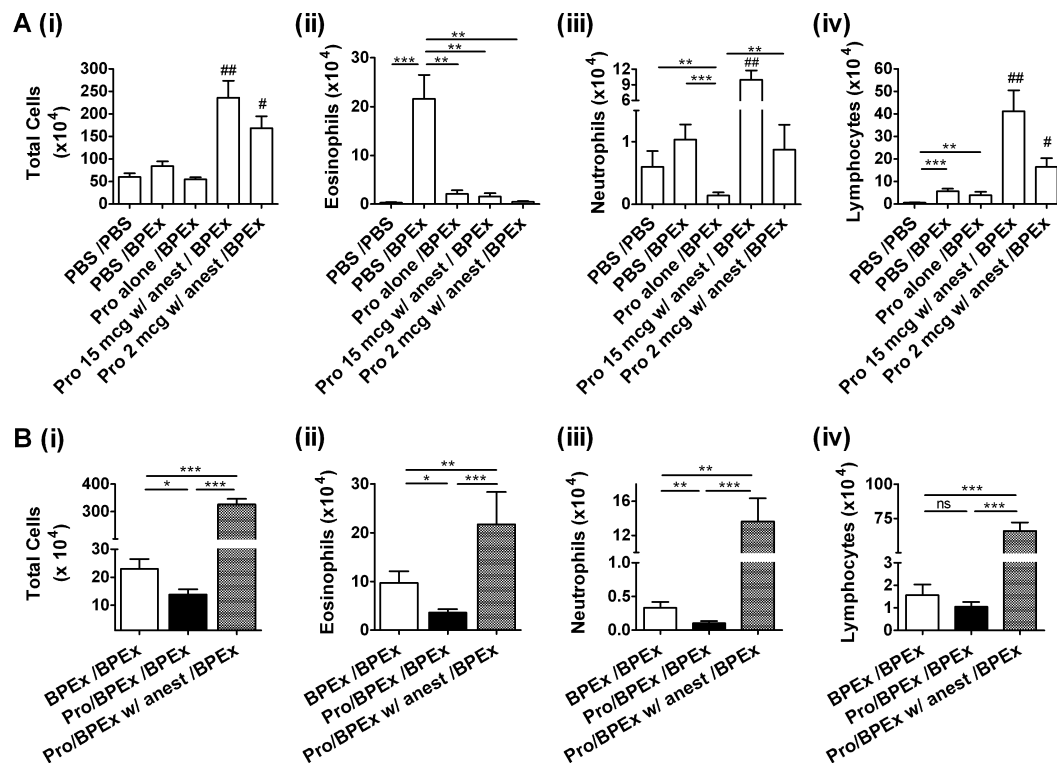 A (i)
Total Cells
(x10⁴)
300
250
200
150
100
50
0
##
#
PBS /PBS
PBS /BPEx
Pro alone /BPEx
Pro 15 mcg w/ anest / BPEx
Pro 2 mcg w/ anest /BPEx
(ii)
Eosinophils (x10⁴)
30
20
10
0
***
**
**
**
PBS /PBS
PBS /BPEx
Pro alone /BPEx
Pro 15 mcg w/ anest / BPEx
Pro 2 mcg w/ anest /BPEx
(iii)
Neutrophils (x10⁴)
12
9
6
1
0
**
***
**
##
PBS /PBS
PBS /BPEx
Pro alone /BPEx
Pro 15 mcg w/ anest / BPEx
Pro 2 mcg w/ anest /BPEx
(iv)
Lymphocytes (x10⁴)
60
50
40
30
20
10
0
**
***
##
#
PBS /PBS
PBS /BPEx
Pro alone /BPEx
Pro 15 mcg w/ anest / BPEx
Pro 2 mcg w/ anest /BPEx
B (i)
Total Cells
(x 10⁴)
400
300
30
20
10
***
*
***
BPEx /BPEx
Pro/BPEx /BPEx
Pro/BPEx w/ anest /BPEx
(ii)
Eosinophils (x10⁴)
30
20
10
0
**
*
***
BPEx /BPEx
Pro/BPEx /BPEx
Pro/BPEx w/ anest /BPEx
(iii)
Neutrophils (x10⁴)
16
12
1.0
0.5
0.0
**
**
***
BPEx /BPEx
Pro/BPEx /BPEx
Pro/BPEx w/ anest /BPEx
(iv)
Lymphocytes (x10⁴)
100
75
3
2
1
0
***
ns
***
BPEx /BPEx
Pro/BPEx /BPEx
Pro/BPEx w/ anest /BPEx